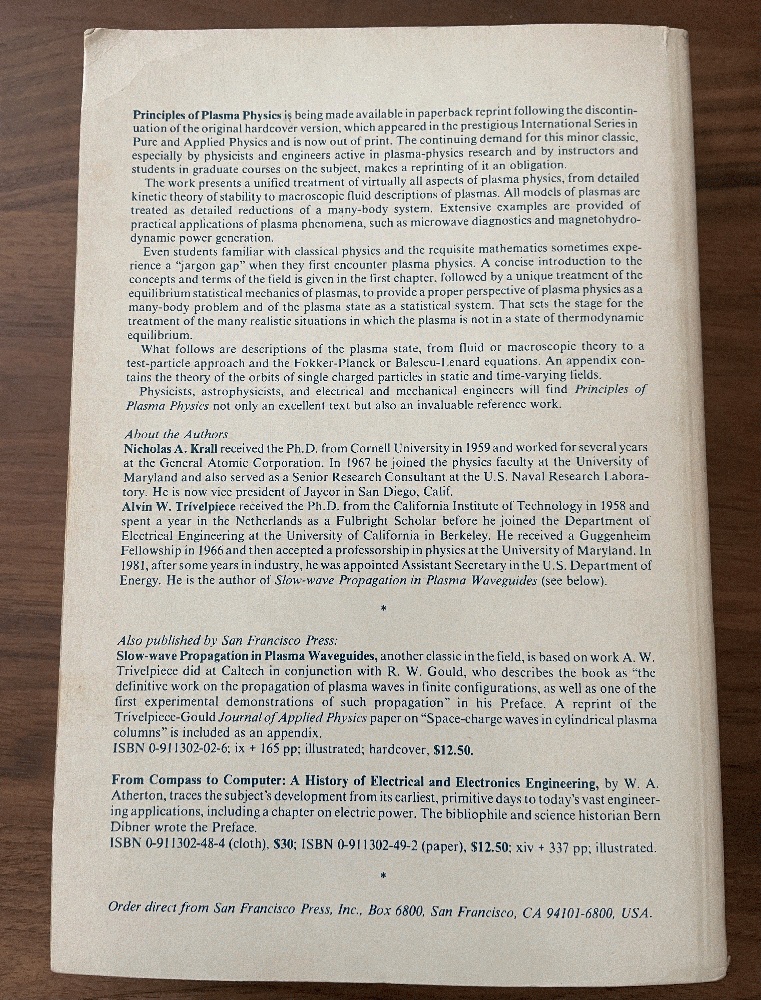 Principles of Plasma Physics is being made available in paperback reprint following the discontin-
uation of the original hardcover version, which appeared in the prestigious International Series in
Pure and Applied Physics and is now out of print. The continuing demand for this minor classic,
especially by physicists and engineers active in plasma-physics research and by instructors and
students in graduate courses on the subject, makes a reprinting of it an obligation.
The work presents a unified treatment of virtually all aspects of plasma physics, from detailed
kinetic theory of stability to macroscopic fluid descriptions of plasmas. All models of plasmas are
treated as detailed reductions of a many-body system. Extensive examples are provided of
practical applications of plasma phenomena, such as microwave diagnostics and magnetohydro-
dynamic power generation.
Even students familiar with classical physics and the requisite mathematics sometimes expe-
rience a "jargon gap" when they first encounter plasma physics. A concise introduction to the
concepts and terms of the field is given in the first chapter, followed by a unique treatment of the
equilibrium statistical mechanics of plasmas, to provide a proper perspective of plasma physics as a
many-body problem and of the plasma state as a statistical system. That sets the stage for the
treatment of the many realistic situations in which the plasma is not in a state of thermodynamic
equilibrium.
What follows are descriptions of the plasma state, from fluid or macroscopic theory to a
test-particle approach and the Fokker-Planck or Balescu-Lenard equations. An appendix con-
tains the theory of the orbits of single charged particles in static and time-varying fields.
Physicists, astrophysicists, and electrical and mechanical engineers will find Principles of
Plasma Physics not only an excellent text but also an invaluable reference work.
About the Authors
Nicholas A. Krall received the Ph.D. from Cornell University in 1959 and worked for several years
at the General Atomic Corporation. In 1967 he joined the physics faculty at the University of
Maryland and also served as a Senior Research Consultant at the U.S. Naval Research Labora-
tory. He is now vice president of Jaycor in San Diego, Calif.
Alvin W. Trivelpiece received the Ph.D. from the California Institute of Technology in 1958 and
spent a year in the Netherlands as a Fulbright Scholar before he joined the Department of
Electrical Engineering at the University of California in Berkeley. He received a Guggenheim
Fellowship in 1966 and then accepted a professorship in physics at the University of Maryland. In
1981, after some years in industry, he was appointed Assistant Secretary in the U.S. Department of
Energy. He is the author of Slow-wave Propagation in Plasma Waveguides (see below).
*
Also published by San Francisco Press:
Slow-wave Propagation in Plasma Waveguides, another classic in the field, is based on work A. W.
Trivelpiece did at Caltech in conjunction with R. W. Gould, who describes the book as "the
definitive work on the propagation of plasma waves in finite configurations, as well as one of the
first experimental demonstrations of such propagation" in his Preface. A reprint of the
Trivelpiece-Gould Journal of Applied Physics paper on "Space-charge waves in cylindrical plasma
columns" is included as an appendix.
ISBN 0-911302-02-6; ix + 165 pp; illustrated; hardcover, $12.50.
From Compass to Computer: A History of Electrical and Electronics Engineering, by W. A.
Atherton, traces the subject's development from its earliest, primitive days to today's vast engineer-
ing applications, including a chapter on electric power. The bibliophile and science historian Bern
Dibner wrote the Preface.
ISBN 0-911302-48-4 (cloth), $30; ISBN 0-911302-49-2 (paper), $12.50; xiv + 337 pp; illustrated.
*
Order direct from San Francisco Press, Inc., Box 6800, San Francisco, CA 94101-6800, USA.